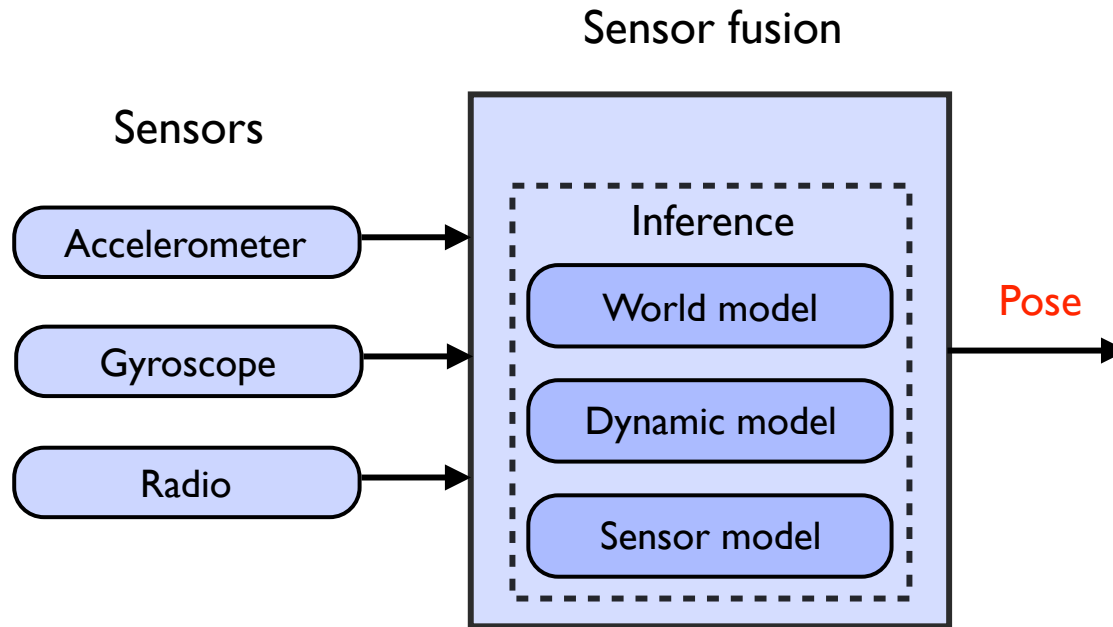 Sensor fusion
Sensors
Accelerometer
Gyroscope
Radio
Inference
World model
Dynamic model
Sensor model
Pose